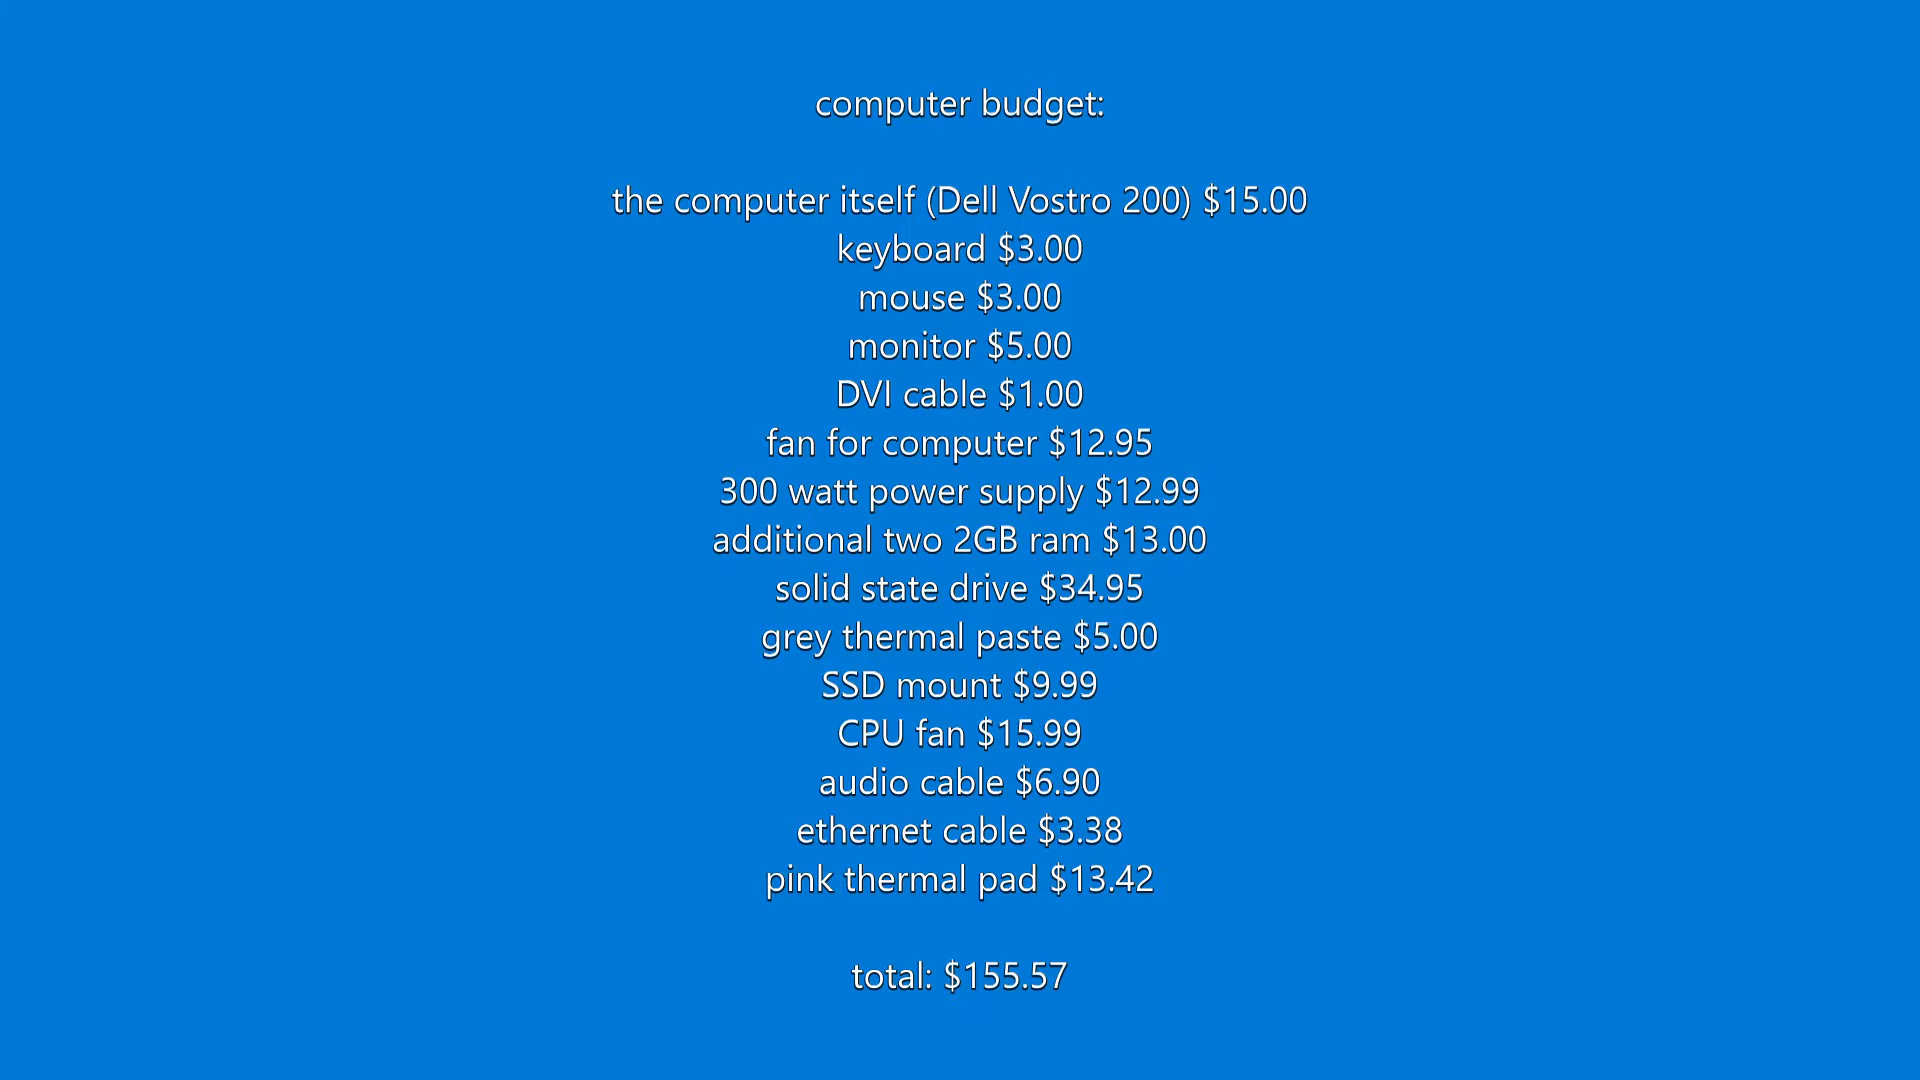 computer budget:
the computer itself (Dell Vostro 200) $15.00
keyboard $3.00
mouse $3.00
monitor $5.00
DVI cable $1.00
fan for computer $12.95
300 watt power supply $12.99
additional two 2GB ram $13.00
solid state drive $34.95
grey thermal paste $5.00
SSD mount $9.99
CPU fan $15.99
audio cable $6.90
ethernet cable $3.38
pink thermal pad $13.42
total: $155.57